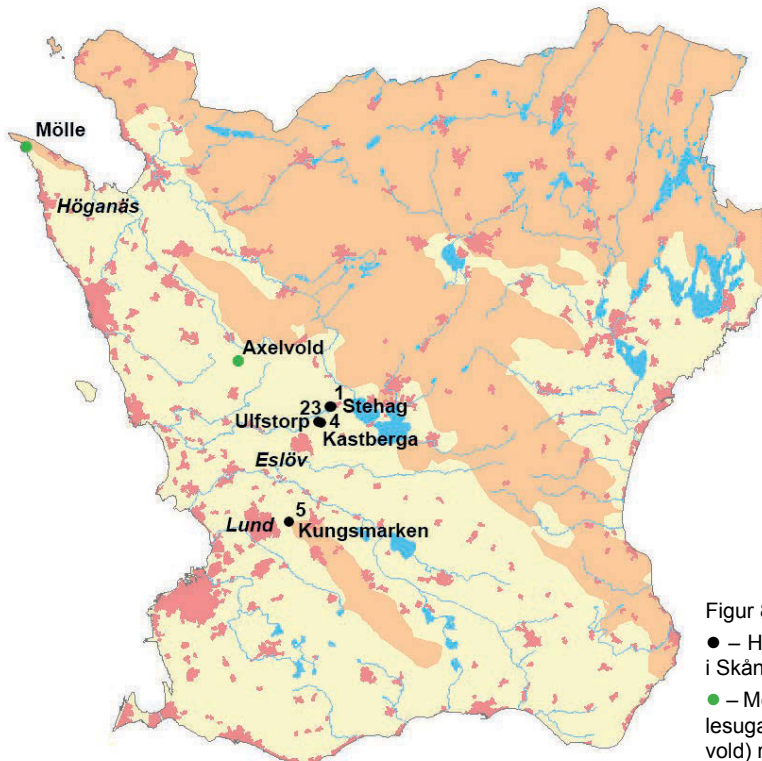 Mölle
Höganäs
Axelvold
1
23 Stehag
Ulfstorp 4
Kastberga
Eslöv
5
Lund
Kungsmarken
Figur
● – H
i Skån
● – M
lesuga
vold) r